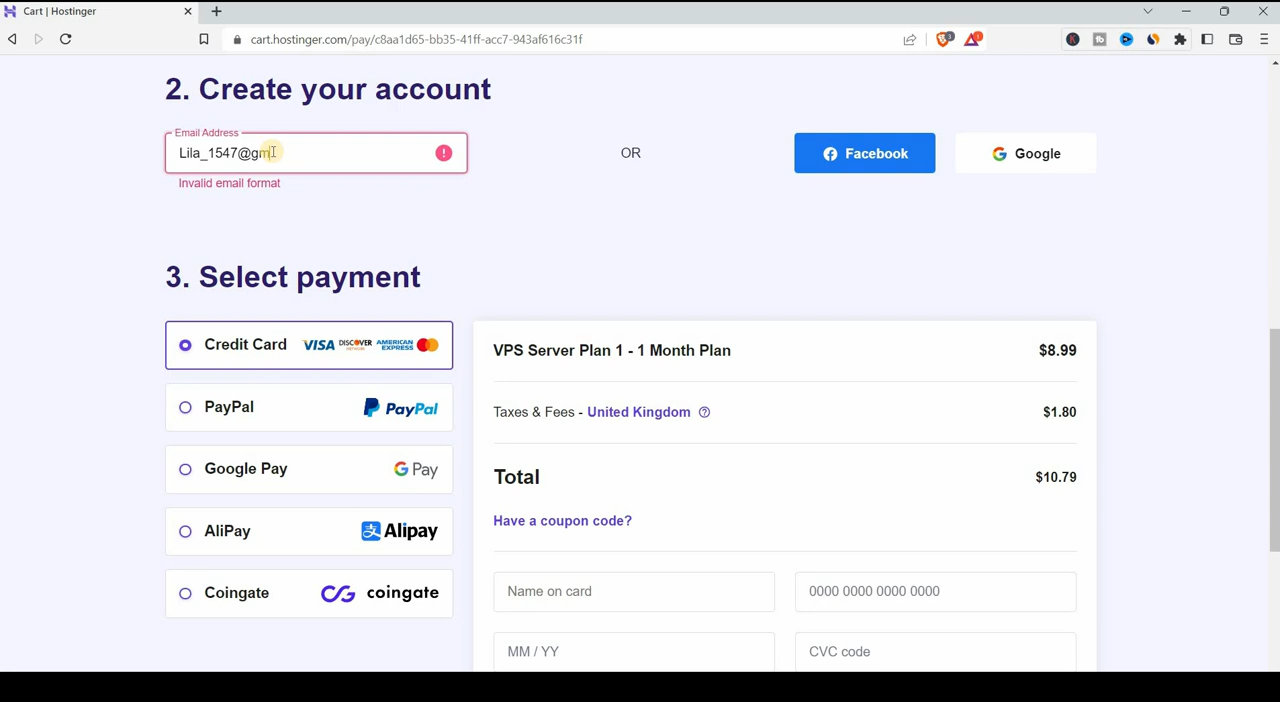 Cart | Hostinger
cart.hostinger.com/pay/c8aa1d65-bb35-41ff-acc7-943af616c31f
2. Create your account
Email Address
Lila_1547@gm
Invalid email format
OR
Facebook
Google
3. Select payment
Credit Card VISA DISCOVER NETWORK AMERICAN EXPRESS
PayPal PayPal
Google Pay G Pay
AliPay 支 Alipay
Coingate CG coingate
VPS Server Plan 1 - 1 Month Plan $8.99
Taxes & Fees - United Kingdom $1.80
Total $10.79
Have a coupon code?
Name on card 0000 0000 0000 0000
MM / YY CVC code